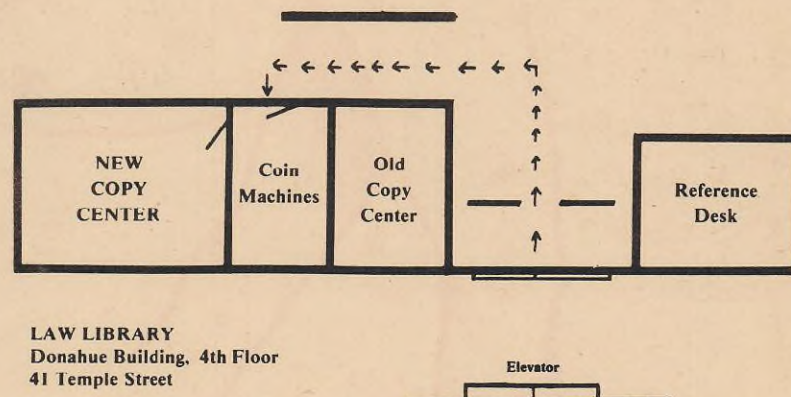 NEW
COPY
CENTER
Coin
Machines
Old
Copy
Center
Reference
Desk
LAW LIBRARY
Donahue Building, 4th Floor
41 Temple Street
Elevator